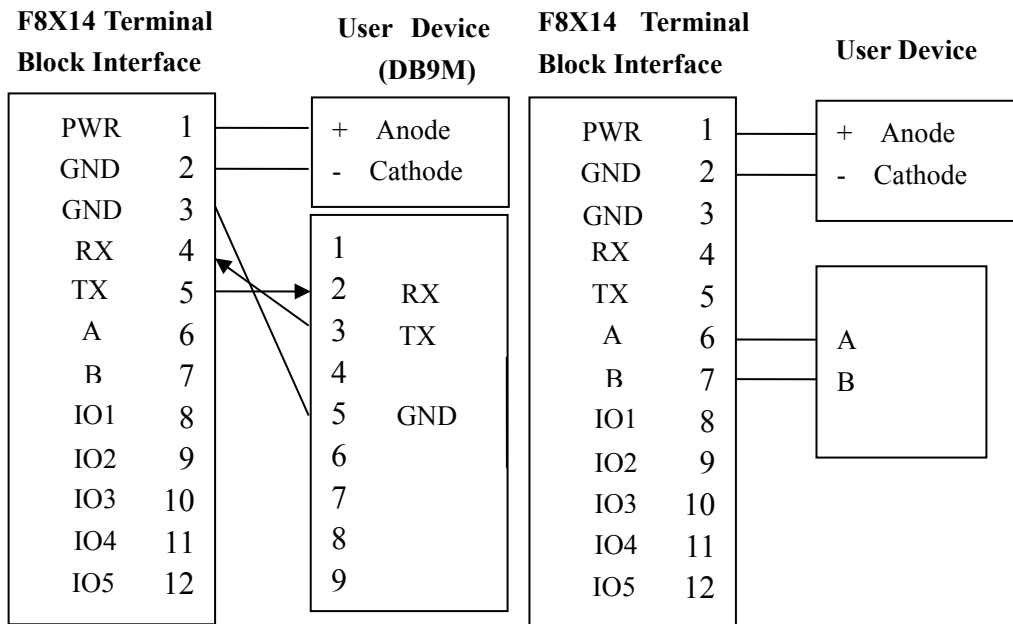 F8X14 Terminal
Block Interface
PWR 1
GND 2
GND 3
RX 4
TX 5
A 6
B 7
IO1 8
IO2 9
IO3 10
IO4 11
IO5 12
User Device
(DB9M)
+ Anode
- Cathode
1
2 RX
3 TX
4
5 GND
6
7
8
9
F8X14 Terminal
Block Interface
PWR 1
GND 2
GND 3
RX 4
TX 5
A 6
B 7
IO1 8
IO2 9
IO3 10
IO4 11
IO5 12
User Device
+ Anode
- Cathode
A
B